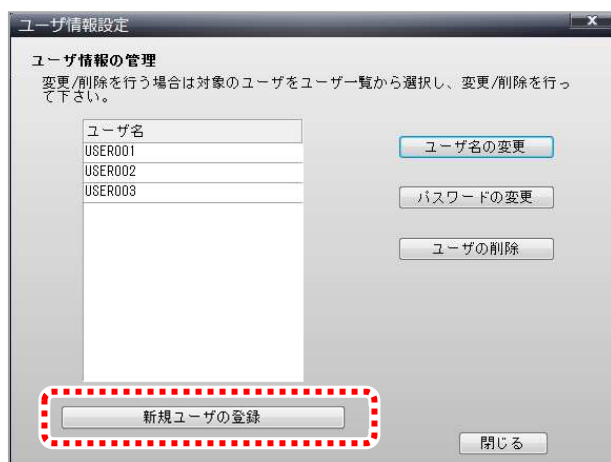 ユーザ情報設定
x
ユーザ情報の管理
変更/削除を行う場合は対象のユーザをユーザ一覧から選択し、変更/削除を行っ
て下さい。
ユーザ名
USER001
USER002
USER003
ユーザ名の変更
パスワードの変更
ユーザの削除
新規ユーザの登録
閉じる